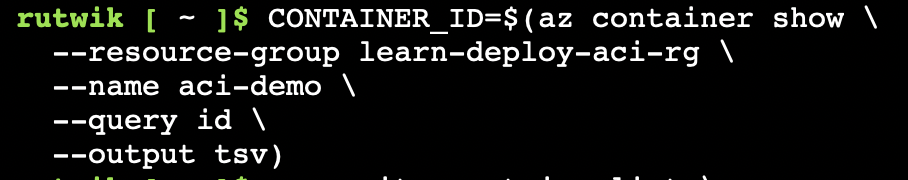 rutwik [ ~ ]$ CONTAINER_ID=$(az container show \
--resource-group learn-deploy-aci-rg \
--name aci-demo \
--query id \
--output tsv)